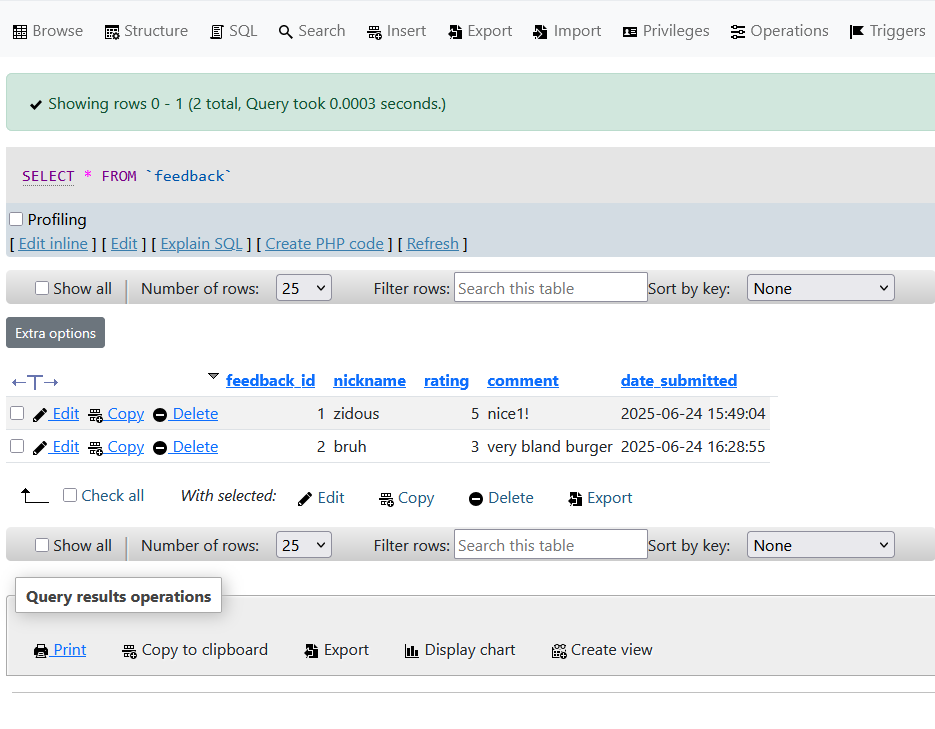 Browse Structure SQL Search Insert Export Import Privileges Operations Triggers
Showing rows 0 - 1 (2 total, Query took 0.0003 seconds.)
SELECT * FROM `feedback`
Profiling
[ Edit inline ] [ Edit ] [ Explain SQL ] [ Create PHP code ] [ Refresh ]
Show all Number of rows: 25 Filter rows: Search this table Sort by key: None
Extra options
←T→ feedback_id nickname rating comment date_submitted
Edit Copy Delete 1 zidous 5 nice1! 2025-06-24 15:49:04
Edit Copy Delete 2 bruh 3 very bland burger 2025-06-24 16:28:55
Check all With selected: Edit Copy Delete Export
Show all Number of rows: 25 Filter rows: Search this table Sort by key: None
Query results operations
Print Copy to clipboard Export Display chart Create view